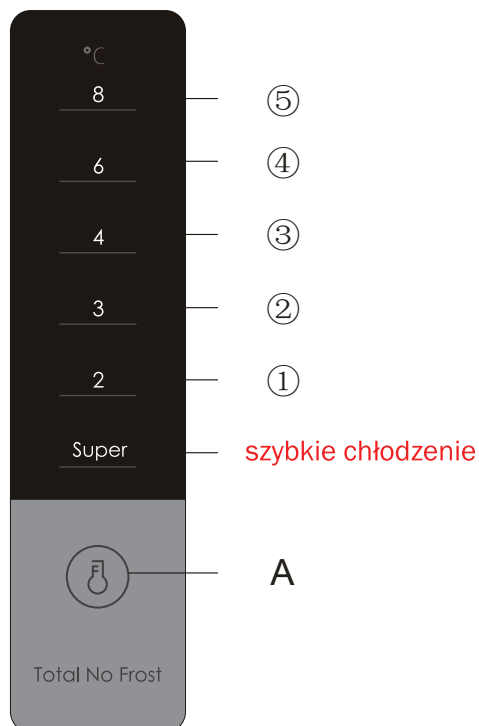 °C
8 ⑤
6 ④
4 ③
3 ②
2 ①
Super szybkie chłodzenie
A
Total No Frost